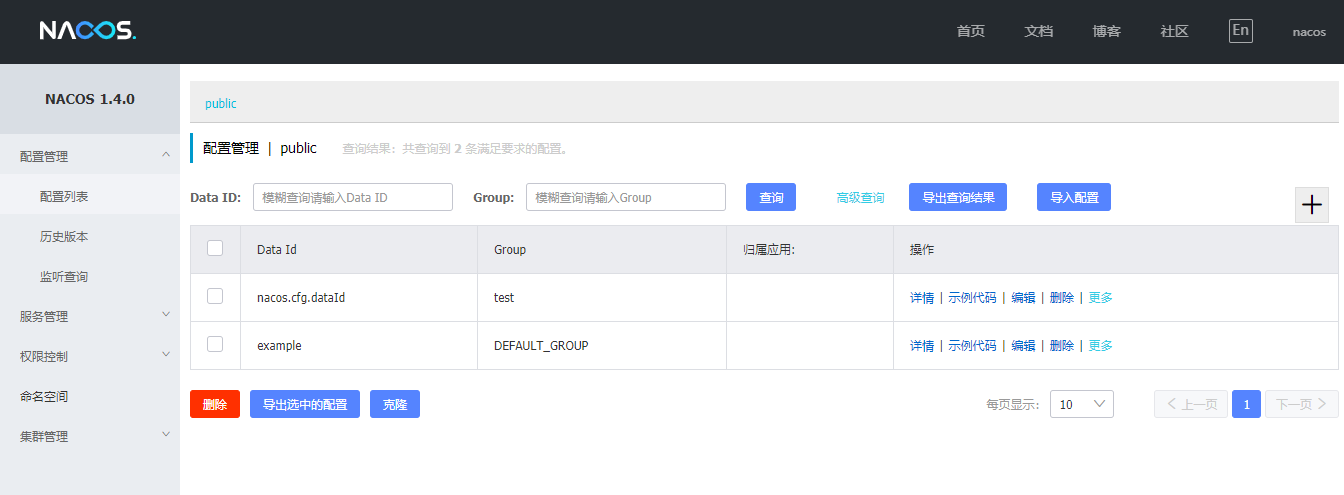 NACOS.
首页 文档 博客 社区 En nacos
NACOS 1.4.0
配置管理
配置列表
历史版本
监听查询
服务管理
权限控制
命名空间
集群管理
public
配置管理 | public 查询结果：共查询到 2 条满足要求的配置。
Data ID: 模糊查询请输入Data ID Group: 模糊查询请输入Group 查询 高级查询 导出查询结果 导入配置
Data Id Group 归属应用: 操作
nacos.cfg.dataId test 详情 | 示例代码 | 编辑 | 删除 | 更多
example DEFAULT_GROUP 详情 | 示例代码 | 编辑 | 删除 | 更多
删除 导出选中的配置 克隆 每页显示: 10 上一页 1 下一页